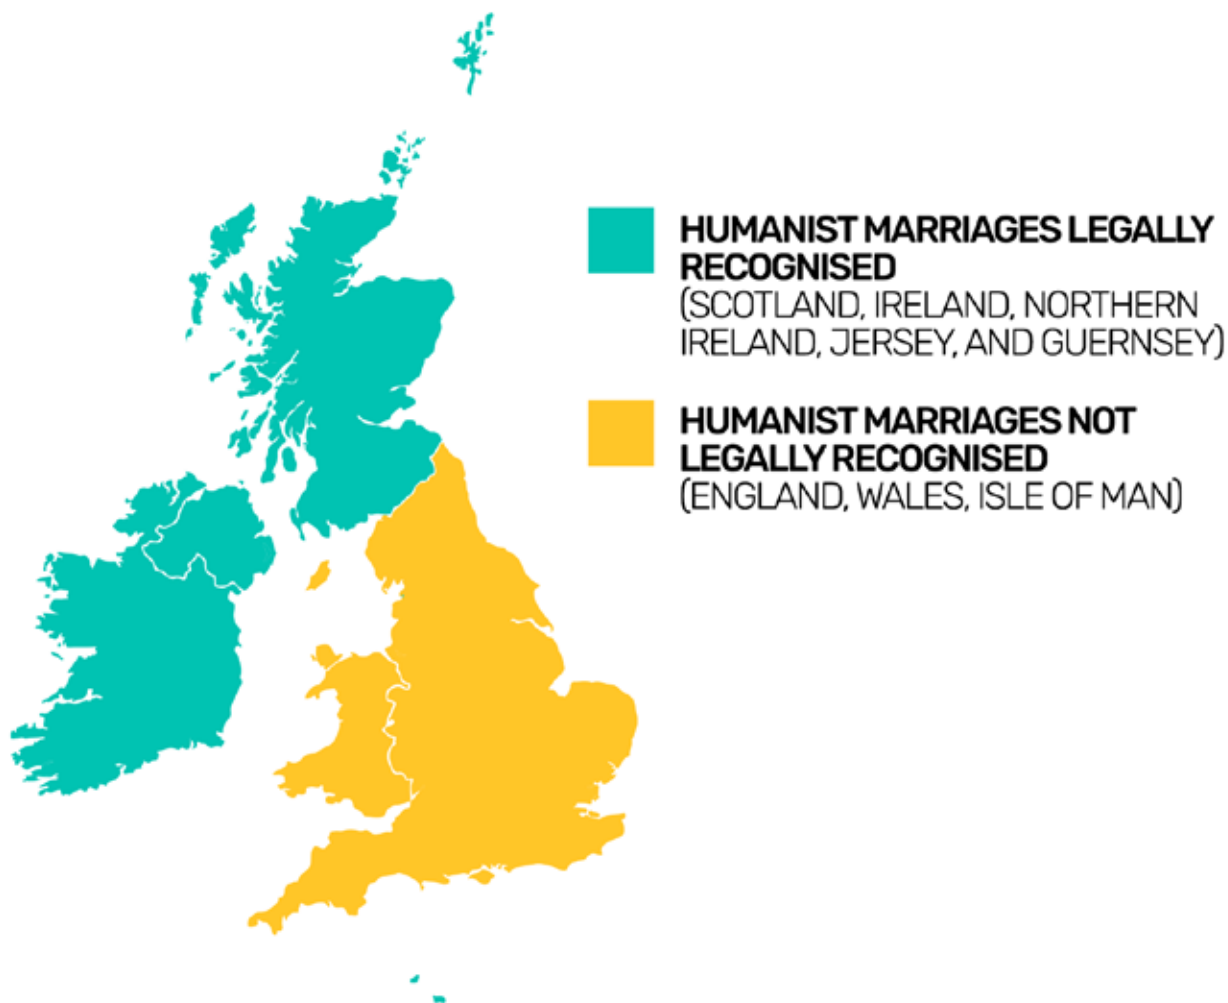 HUMANIST MARRIAGES LEGALLY
RECOGNISED
(SCOTLAND, IRELAND, NORTHERN
IRELAND, JERSEY, AND GUERNSEY)
HUMANIST MARRIAGES NOT
LEGALLY RECOGNISED
(ENGLAND, WALES, ISLE OF MAN)